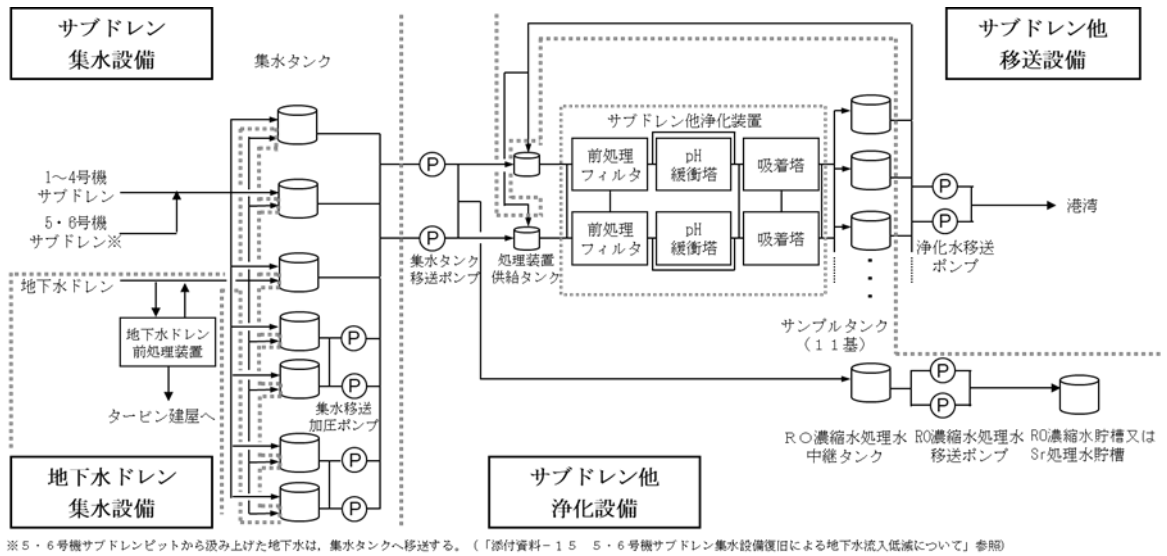 サブドレン
集水設備
集水タンク
サブドレン他
移送設備
サブドレン他浄化装置
前処理
フィルタ
pH
緩衝塔
吸着塔
1～4号機
サブドレン
5・6号機
サブドレン※
P
P
P
P
港湾
前処理
フィルタ
pH
緩衝塔
吸着塔
集水タンク
移送ポンプ
処理装置
供給タンク
浄化水移送
ポンプ
地下水ドレン
地下水ドレン
前処理装置
タービン建屋へ
P
P
集水移送
加圧ポンプ
P
P
サンプルタンク
（１１基）
P
P
ＲＯ濃縮水処理水
中継タンク
RO濃縮水処理水
移送ポンプ
RO濃縮水貯槽又は
Sr処理水貯槽
地下水ドレン
集水設備
サブドレン他
浄化設備
※５・６号機サブドレンピットから汲み上げた地下水は，集水タンクへ移送する。（「添付資料－１５　５・６号機サブドレン集水設備復旧による地下水流入低減について」参照)